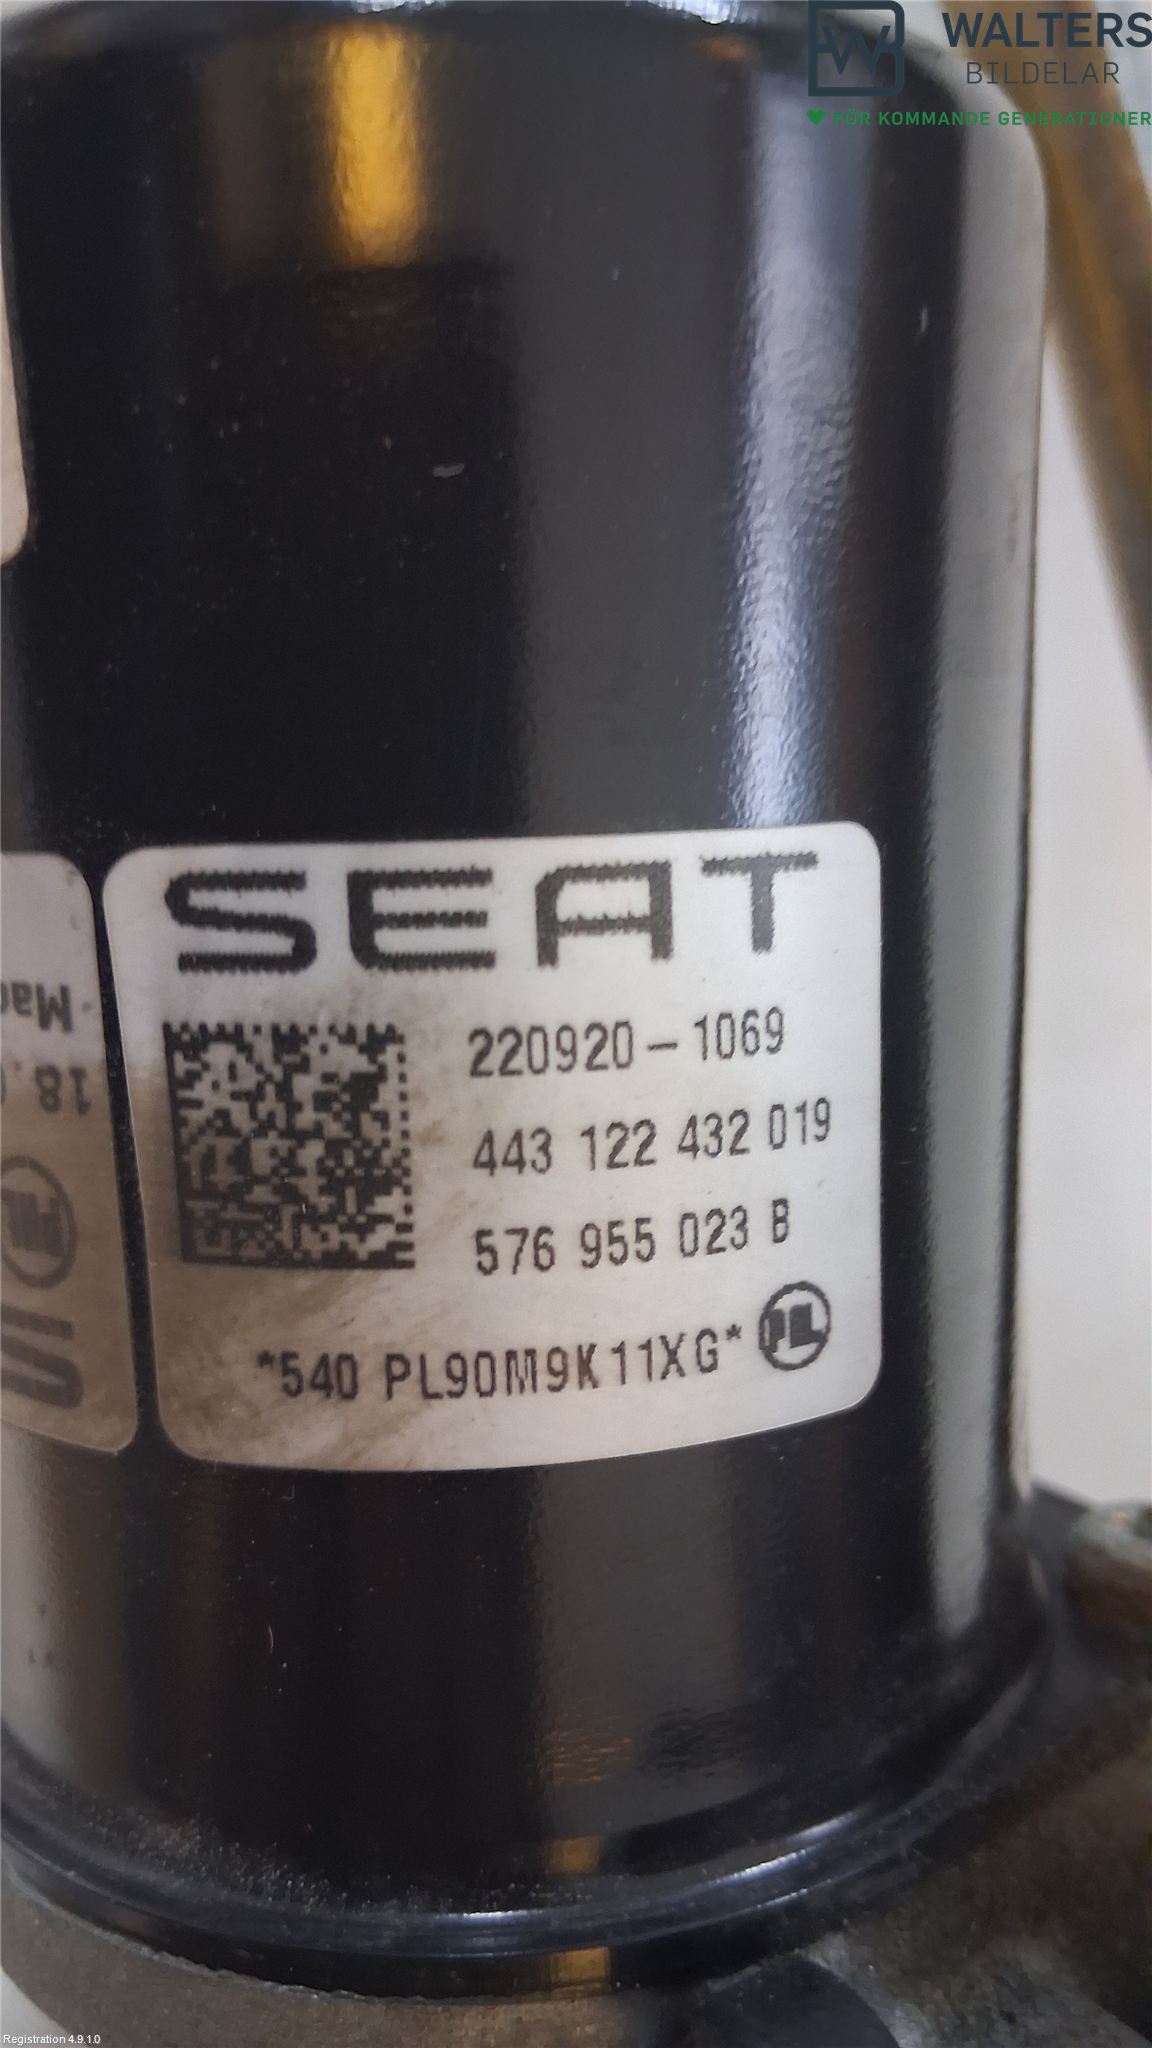 WALTERS
BILDELAR
FÖR KOMMANDE GENERATIONER
SEAT
220920-1069
443 122 432 019
576 955 023 B
*540 PL90M9K11XG*
PL
Registration 4.9.1.0